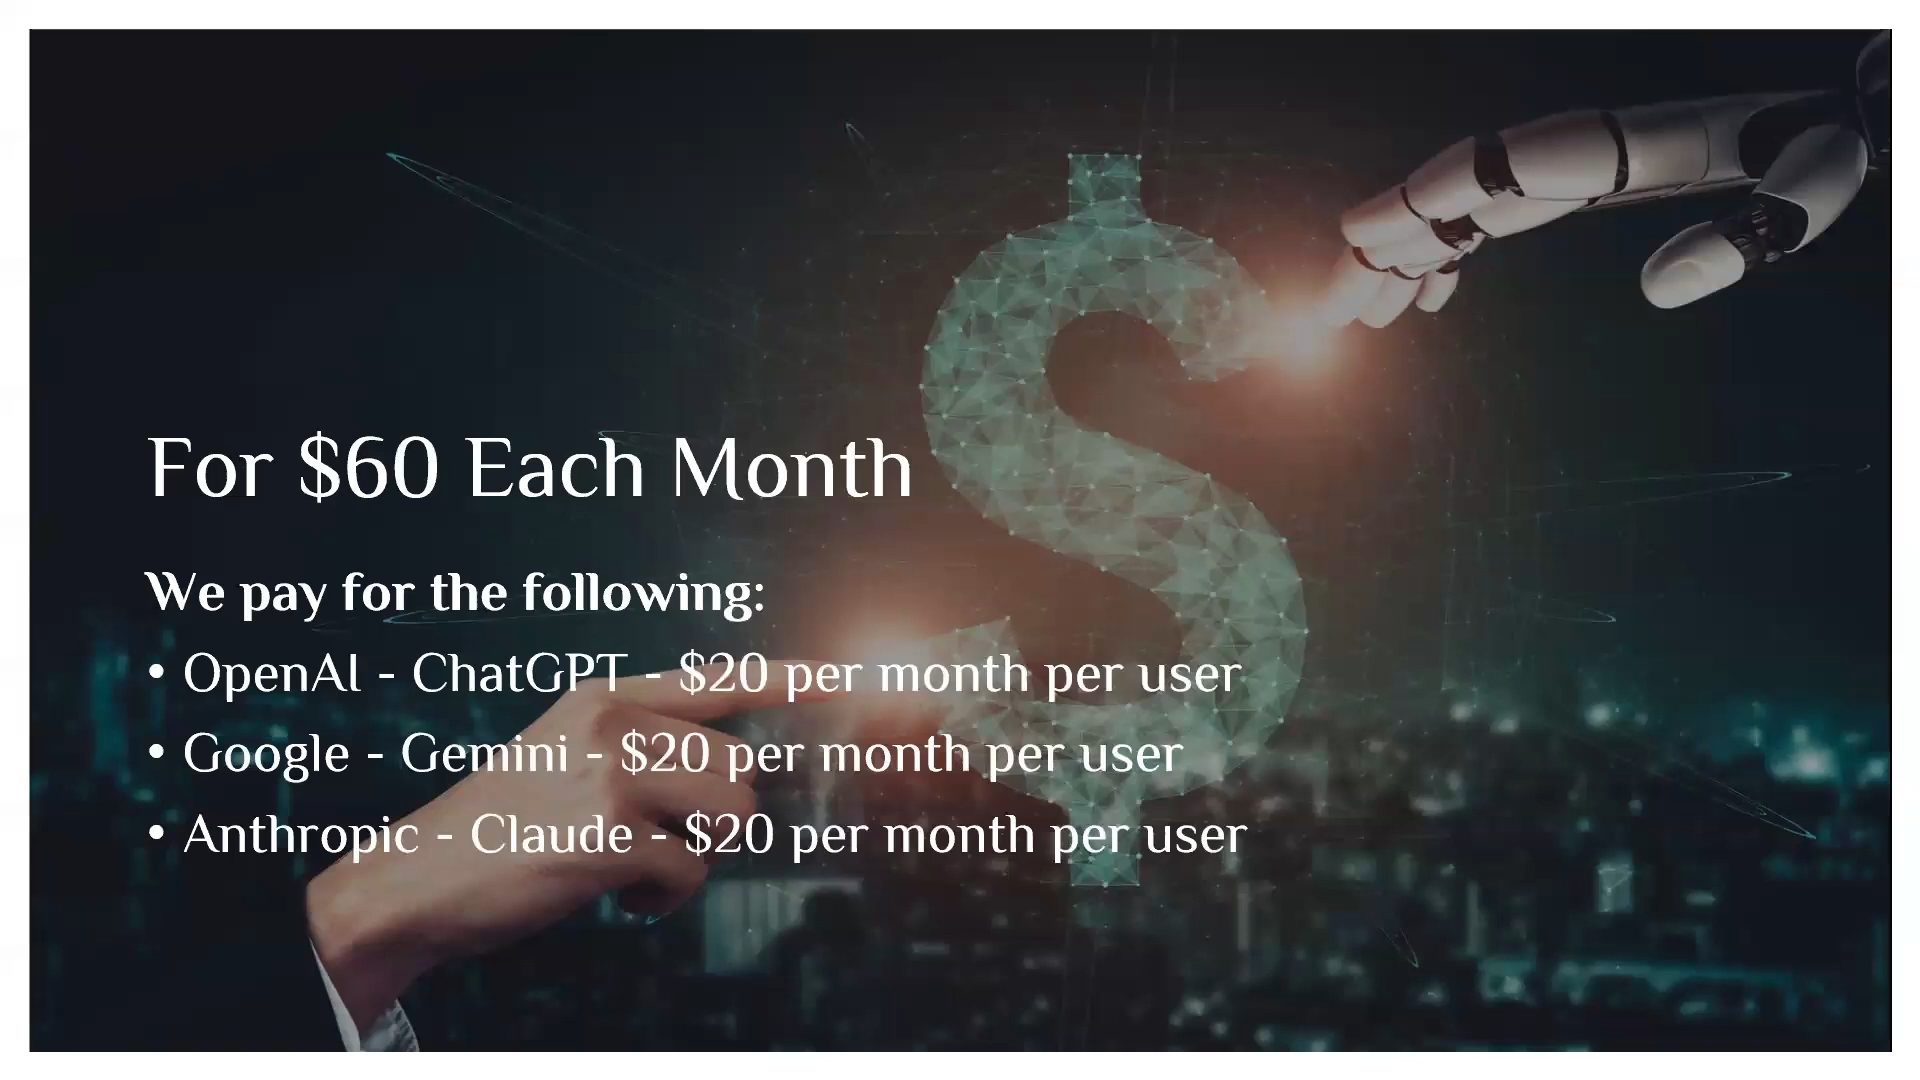 For $60 Each Month
We pay for the following:
• OpenAI - ChatGPT - $20 per month per user
• Google - Gemini - $20 per month per user
• Anthropic - Claude - $20 per month per user